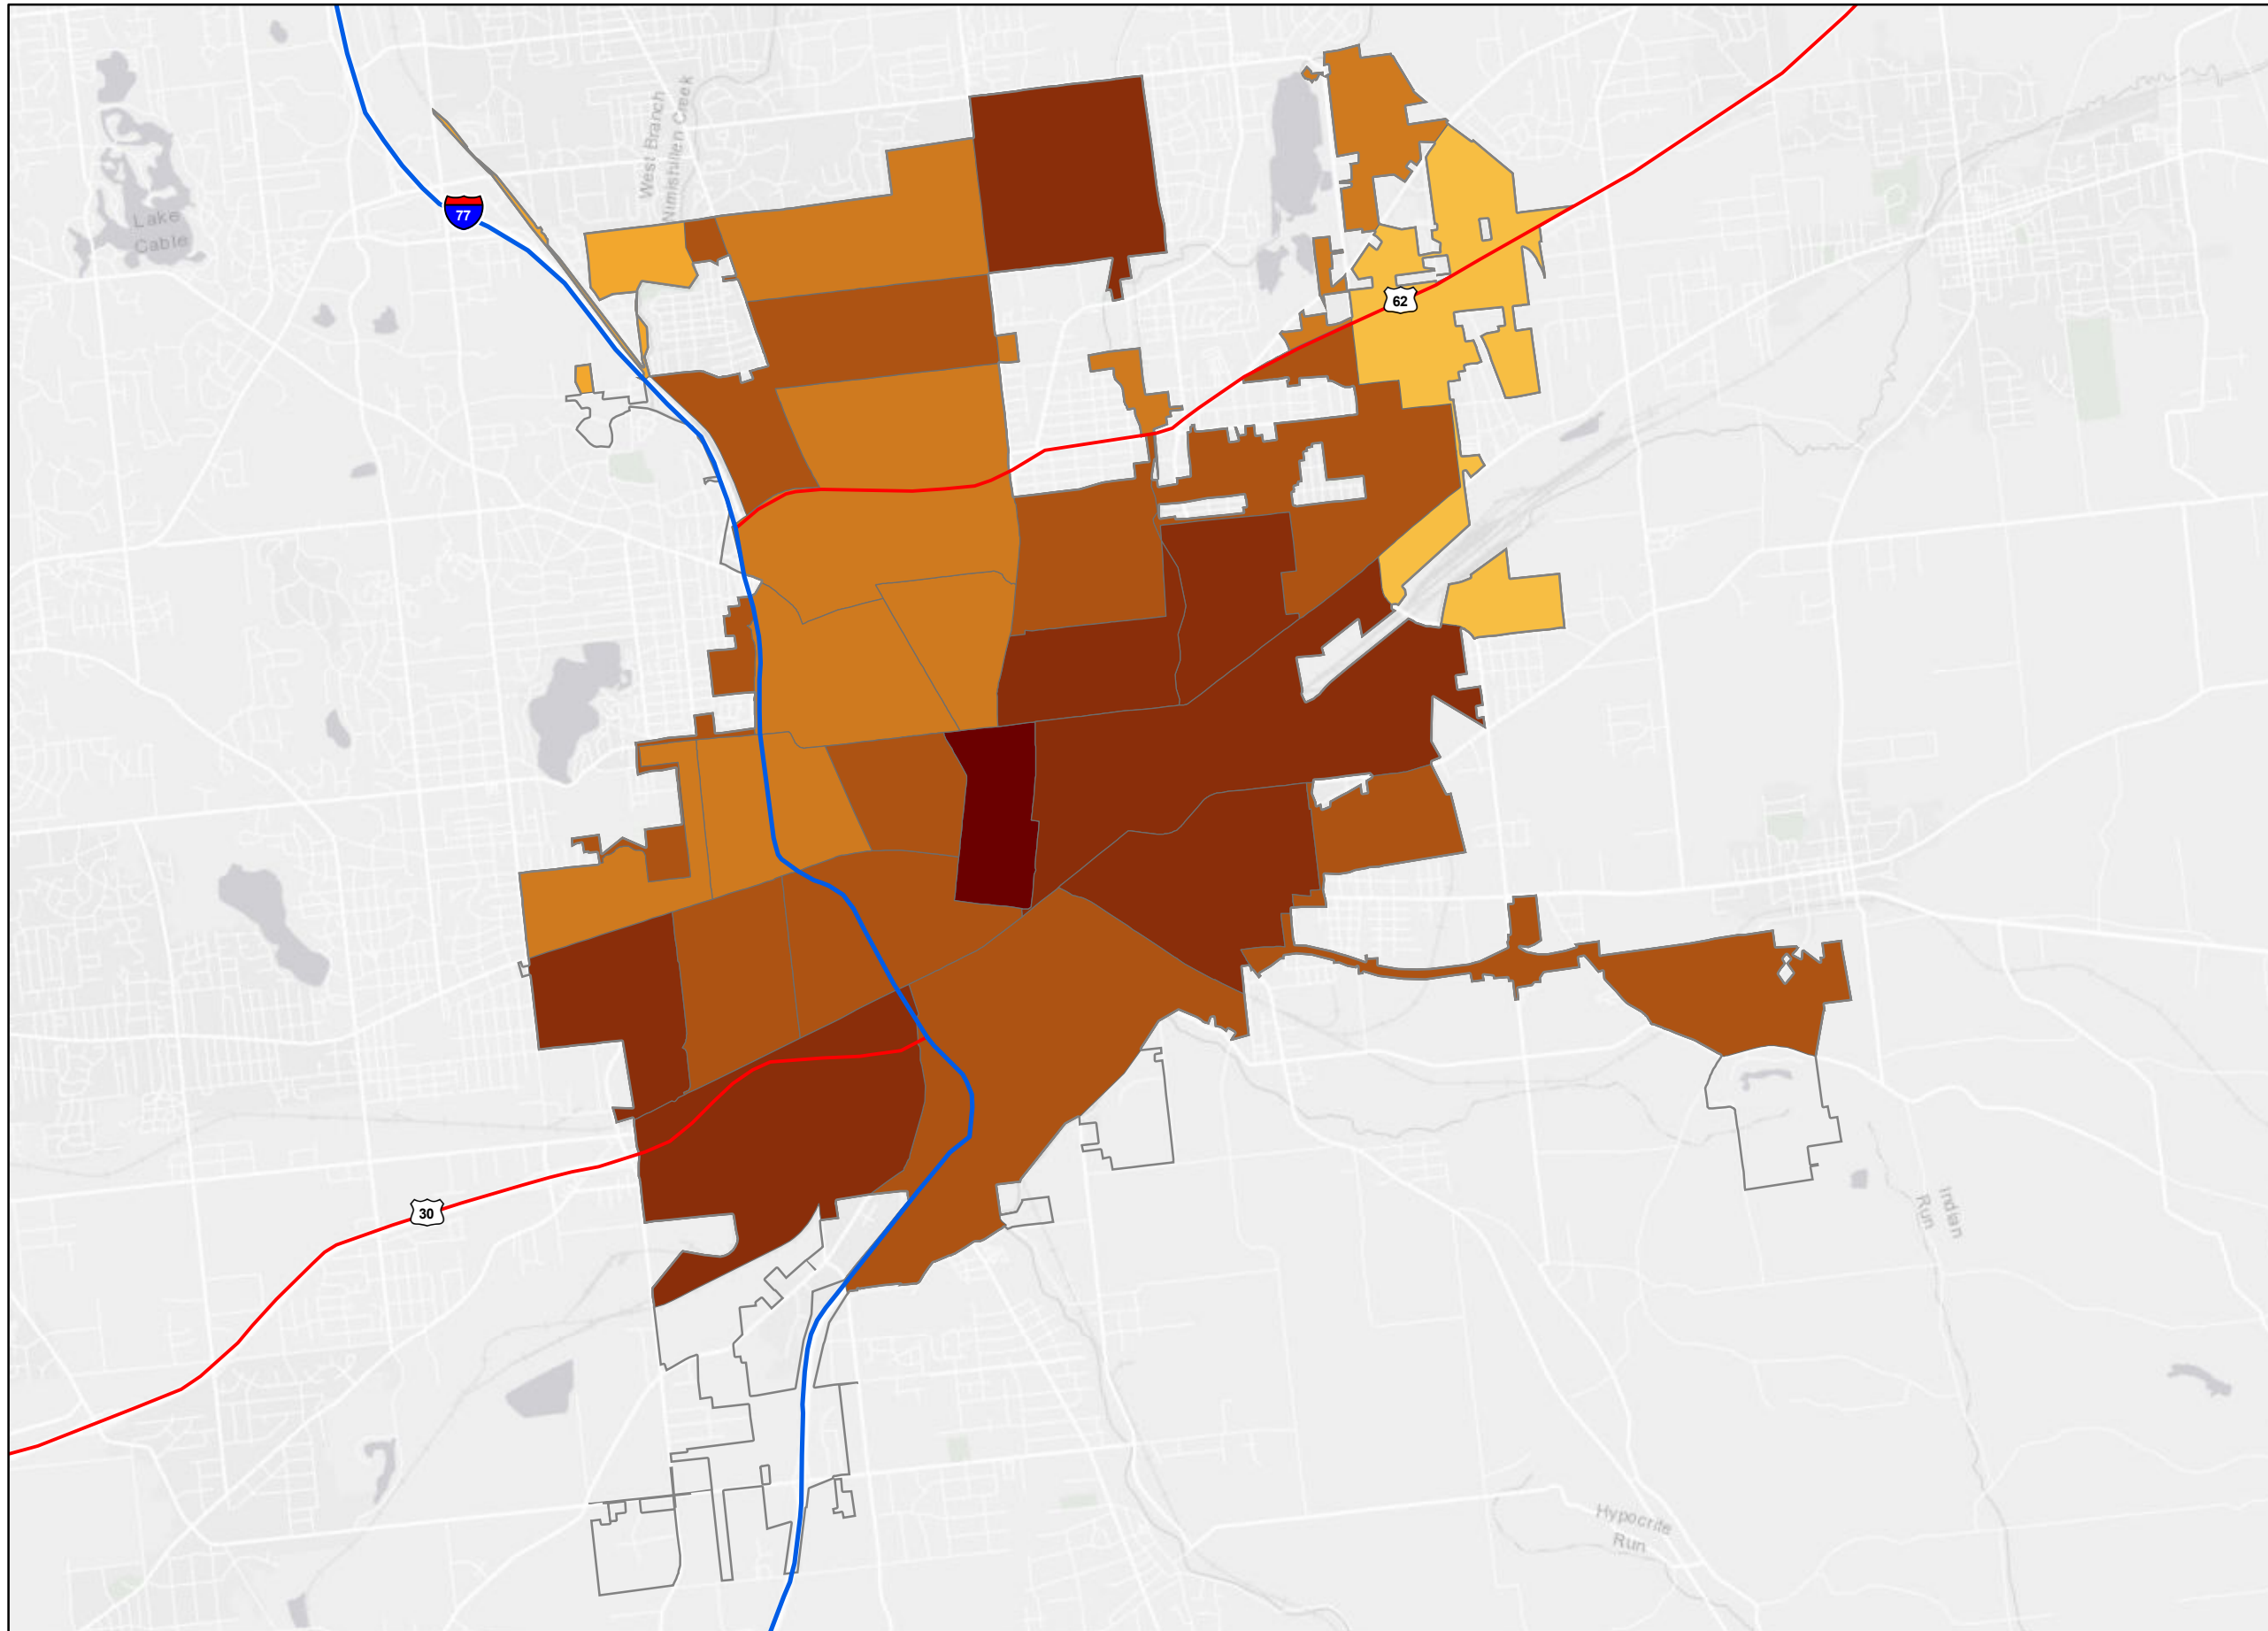 West Branch
Nimishillen Creek
Lake
Cable
77
62
30
Indian
Run
Hypocrite
Run